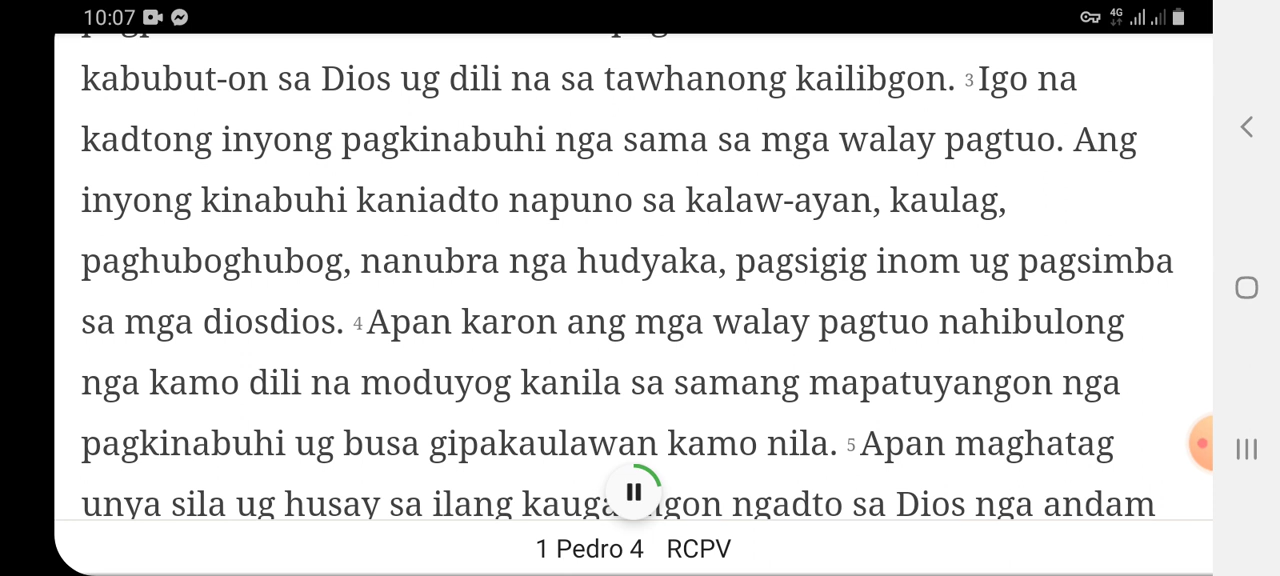 10:07
4G
kabubut-on sa Dios ug dili na sa tawhanong kailibgon. 3 Igo na
kadtong inyong pagkinabuhi nga sama sa mga walay pagtuo. Ang
inyong kinabuhi kaniadto napuno sa kalaw-ayan, kaulag,
paghuboghubog, nanubra nga hudyaka, pagsigig inom ug pagsimba
sa mga diosdios. 4 Apan karon ang mga walay pagtuo nahibulong
nga kamo dili na moduyog kanila sa samang mapatuyangon nga
pagkinabuhi ug busa gipakaulawan kamo nila. 5 Apan maghatag
unya sila ug husay sa ilang ngadto sa Dios nga andam
1 Pedro 4 RCPV